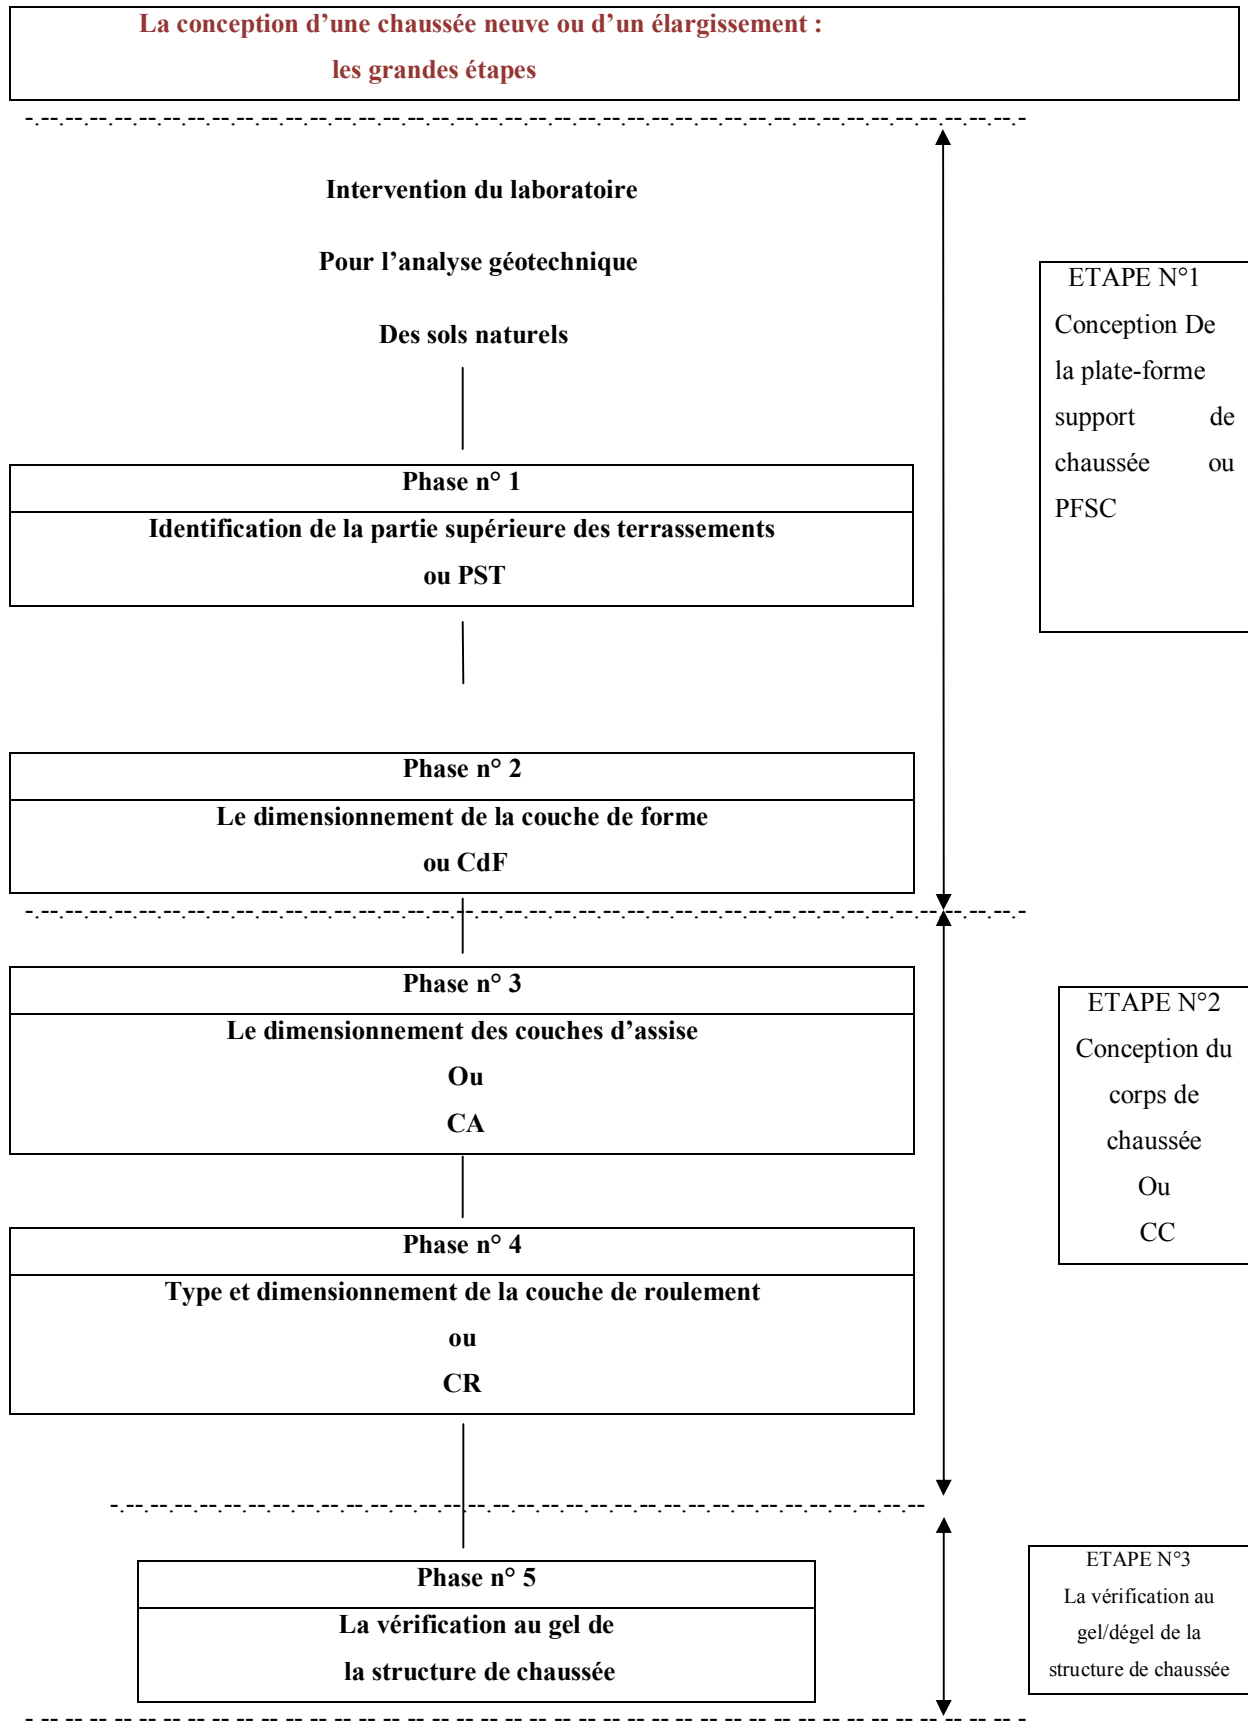 La conception d'une chaussée neuve ou d'un élargissement :
les grandes étapes
Intervention du laboratoire
Pour l'analyse géotechnique
Des sols naturels
ETAPE N°1
Conception De
la plate-forme
support de
chaussée ou
PFSC
Phase n° 1
Identification de la partie supérieure des terrassements
ou PST
Phase n° 2
Le dimensionnement de la couche de forme
ou CdF
Phase n° 3
Le dimensionnement des couches d'assise
Ou
CA
ETAPE N°2
Conception du
corps de
chaussée
Ou
CC
Phase n° 4
Type et dimensionnement de la couche de roulement
ou
CR
Phase n° 5
La vérification au gel de
la structure de chaussée
ETAPE N°3
La vérification au
gel/dégel de la
structure de chaussée